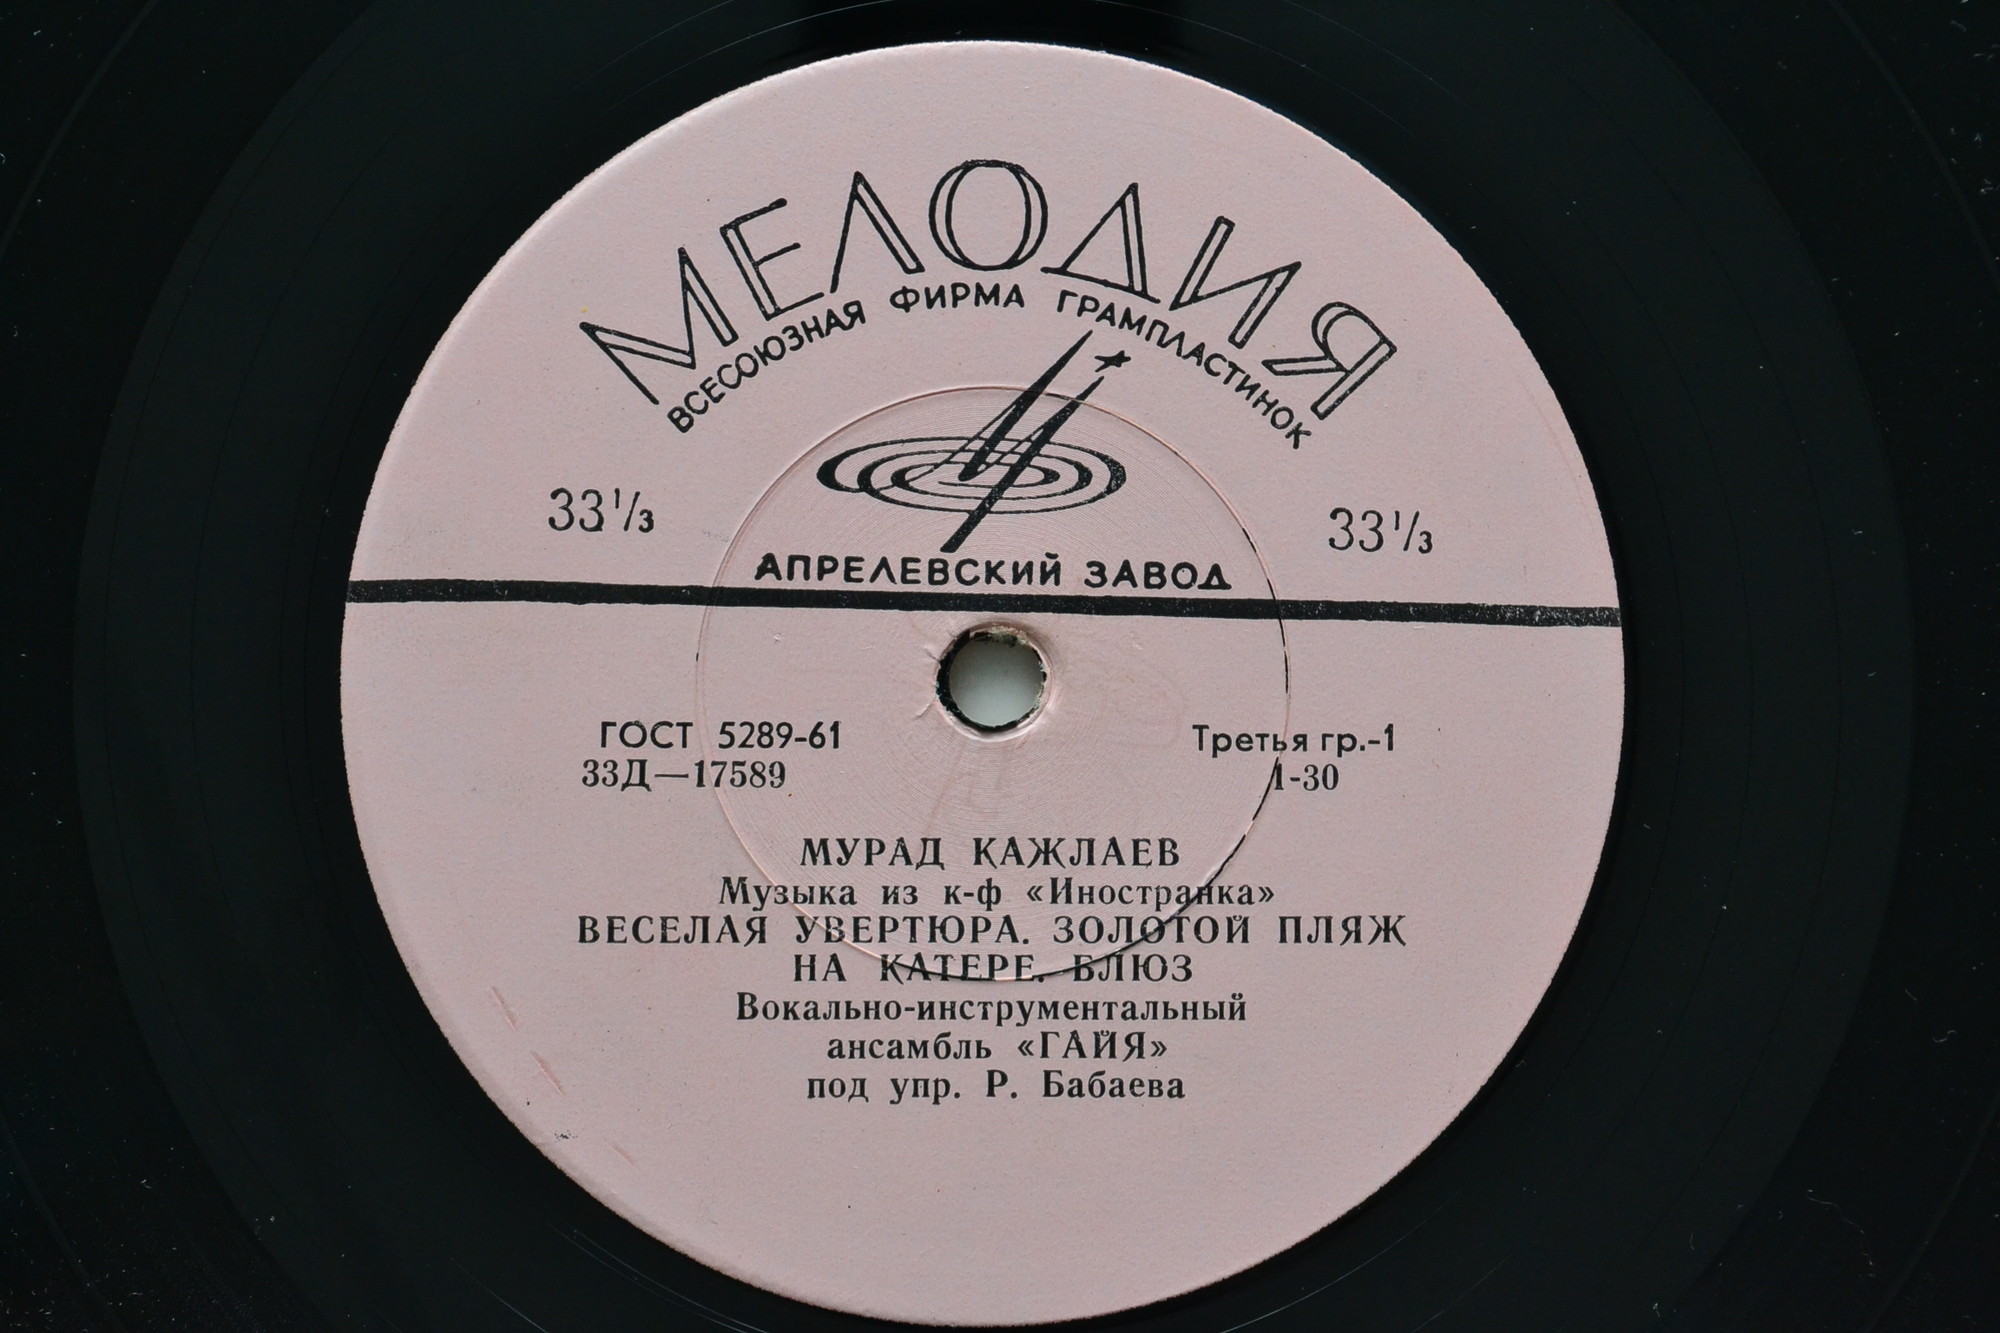 МЕЛОДИЯ
ВСЕСОЮЗНАЯ ФИРМА ГРАМПЛАСТИНОК
33⅓ 33⅓
АПРЕЛЕВСКИЙ ЗАВОД
ГОСТ 5289-61 Третья гр.-1
33Д—17589 1-30
МУРАД КАЖЛАЕВ
Музыка из к-ф «Иностранка»
ВЕСЕЛАЯ УВЕРТЮРА. ЗОЛОТОЙ ПЛЯЖ
НА КАТЕРЕ. БЛЮЗ
Вокально-инструментальный
ансамбль «ГАЙЯ»
под упр. Р. Бабаева